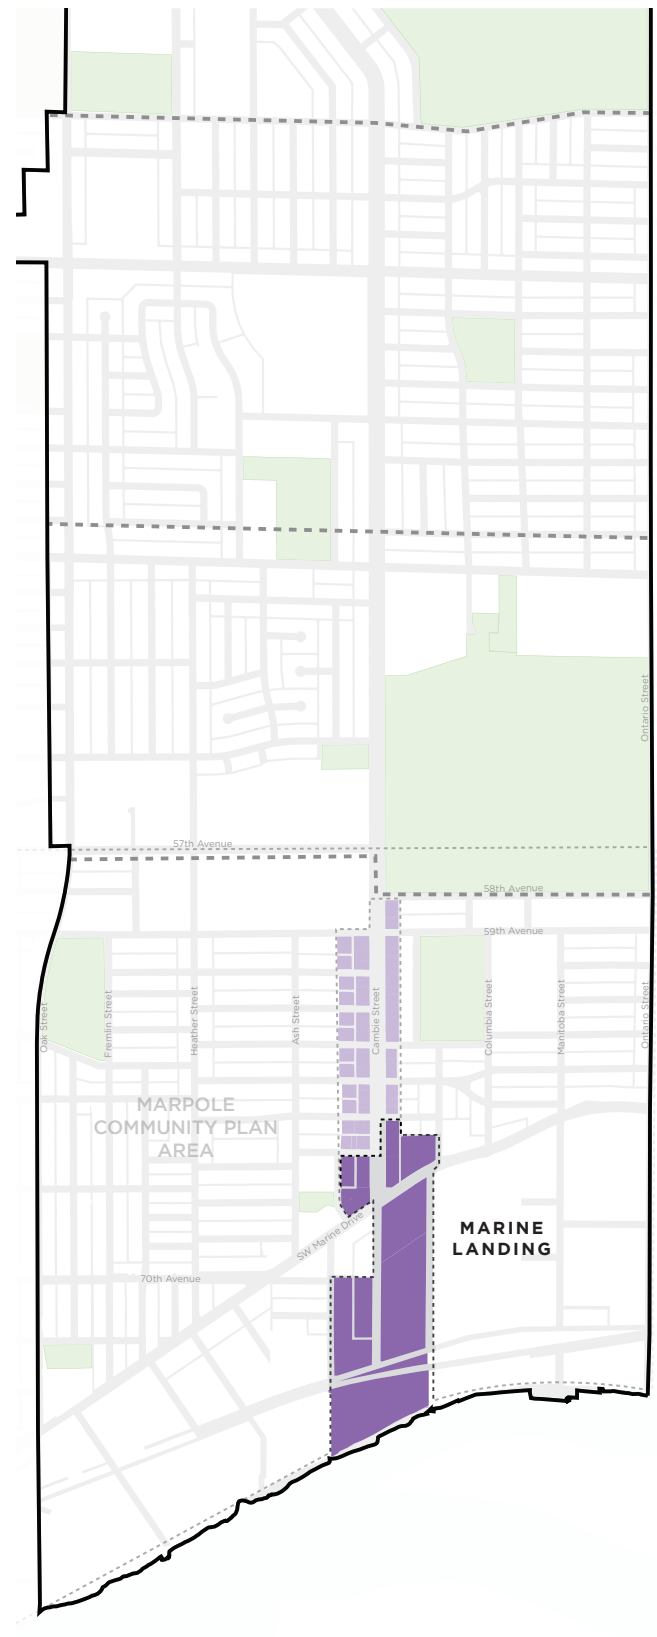 Ontario Street
57th Avenue
58th Avenue
59th Avenue
Oak Street
Fremlin Street
Heather Street
Ash Street
Cambie Street
Columbia Street
Manitoba Street
Ontario Street
MARPOLE
COMMUNITY PLAN
AREA
MARINE
LANDING
SW Marine Drive
70th Avenue